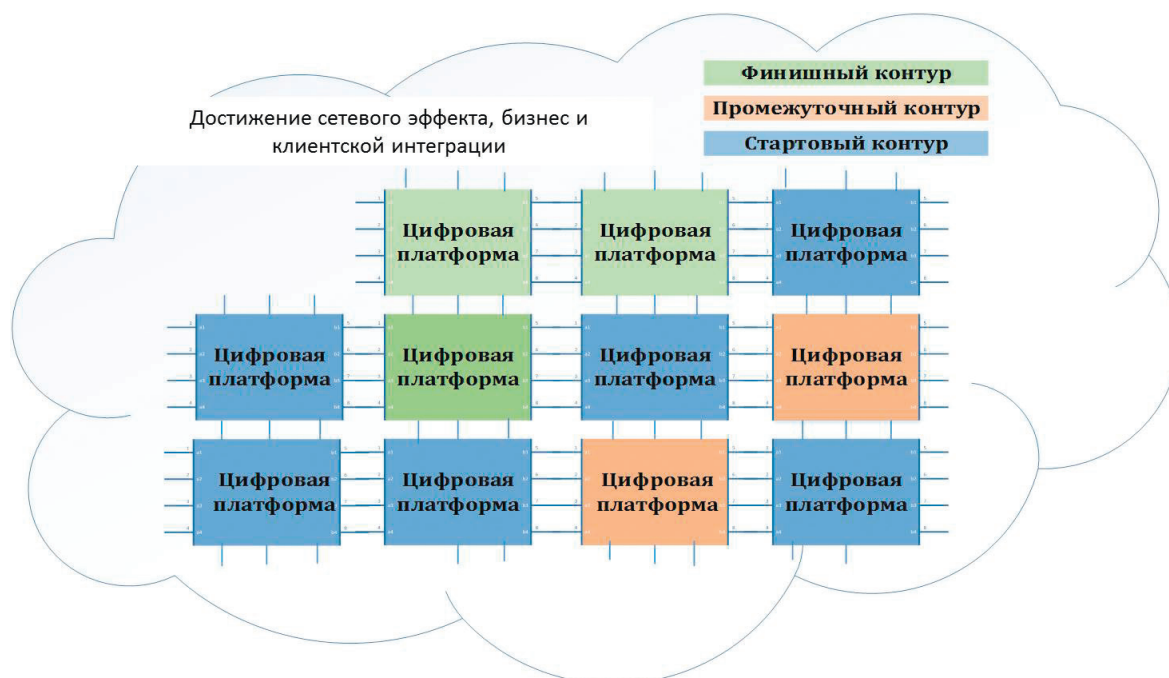 Финишный контур
Промежуточный контур
Стартовый контур
Достижение сетевого эффекта, бизнес и
клиентской интеграции
Цифровая
платформа
Цифровая
платформа
Цифровая
платформа
Цифровая
платформа
Цифровая
платформа
Цифровая
платформа
Цифровая
платформа
Цифровая
платформа
Цифровая
платформа
Цифровая
платформа
Цифровая
платформа